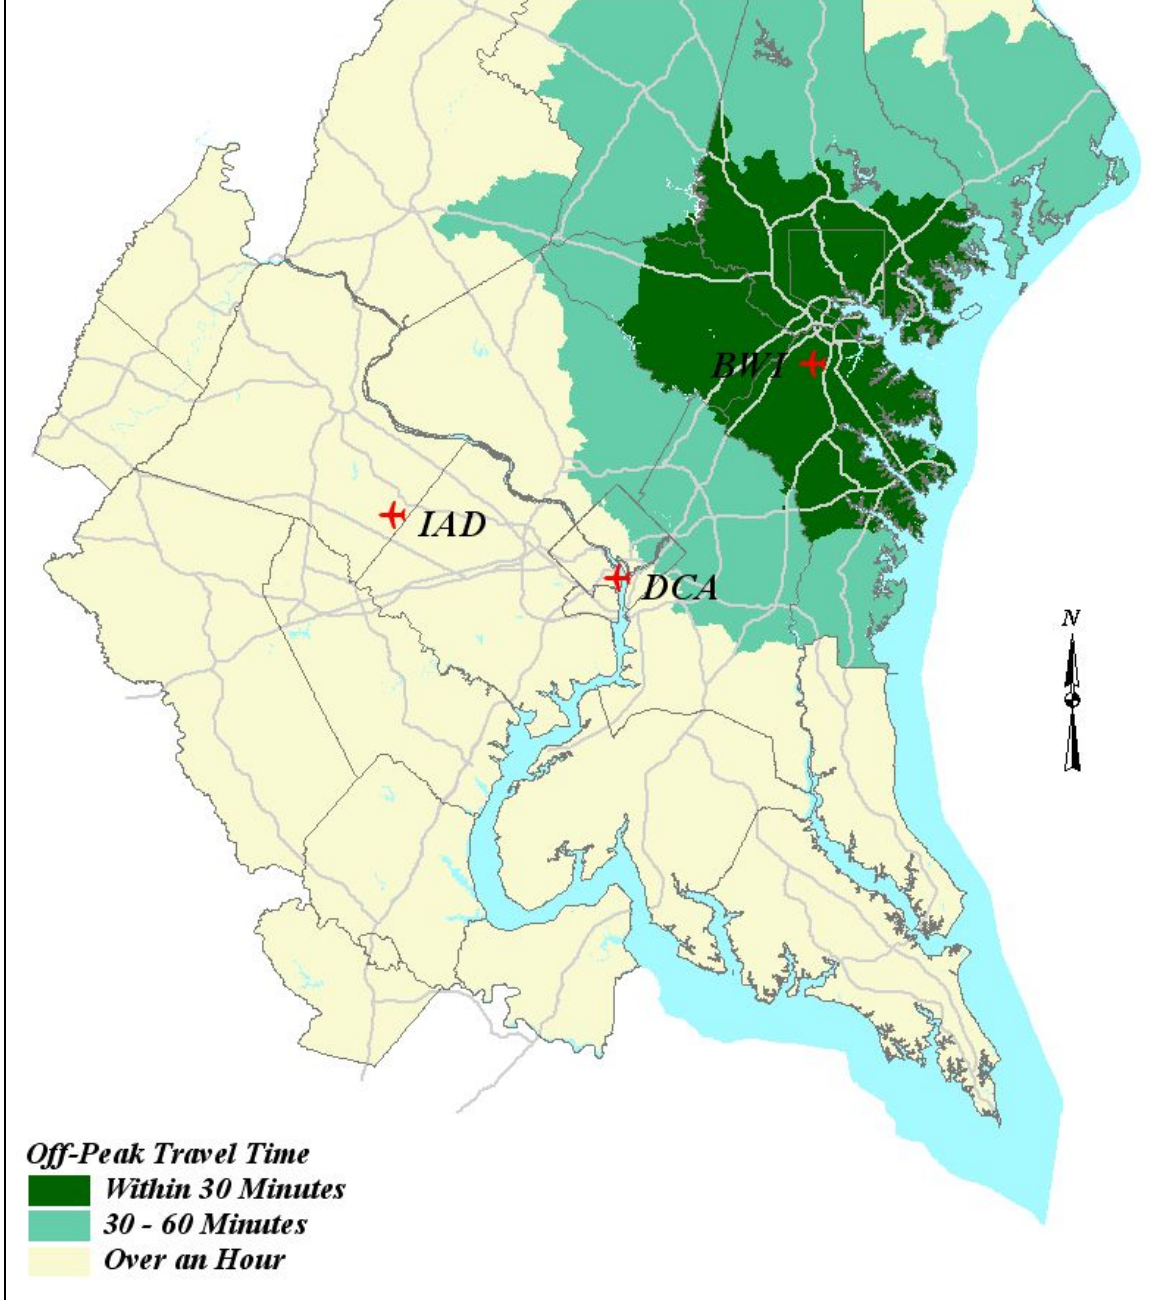 BWI
IAD
DCA
N
Off-Peak Travel Time
Within 30 Minutes
30 - 60 Minutes
Over an Hour